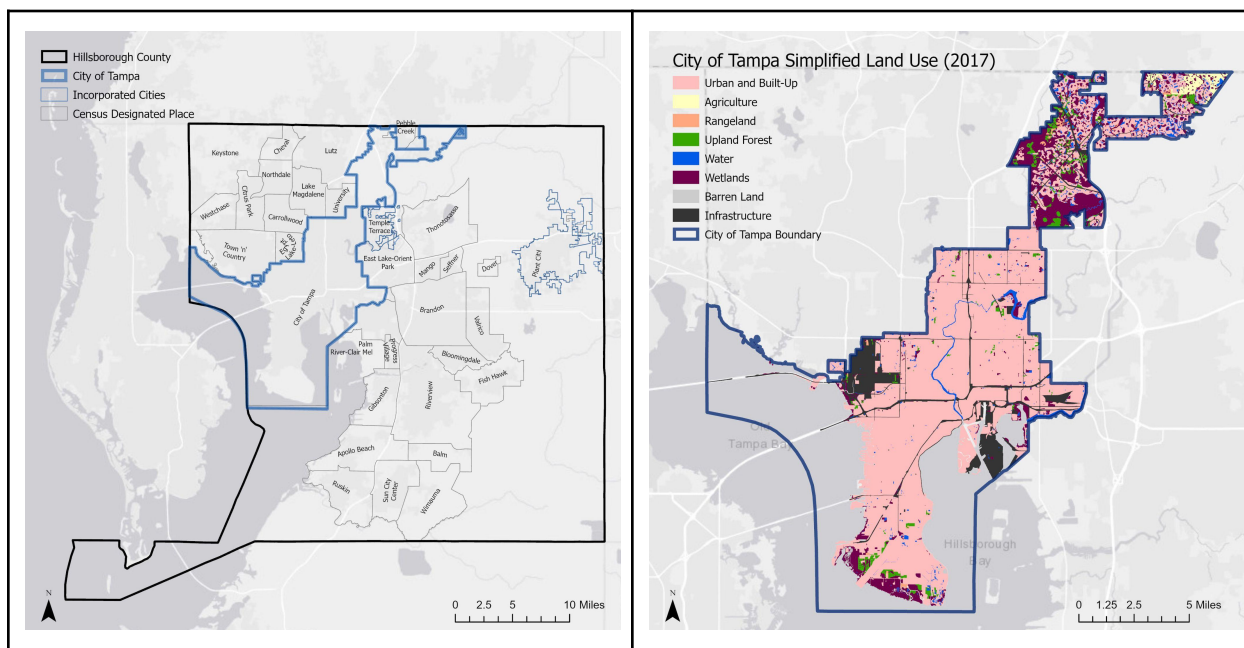 Hillsborough County
City of Tampa
Incorporated Cities
Census Designated Place
Pebble
Creek
Keystone
Cheval
Lutz
Northdale
Lake
Magdalene
University
Citrus Park
Westchase
Carrollwood
Temple
Terrace
Thonotosassa
Town 'n'
Country
Egypt
Lake-
East Lake-Orient
Park
Mango
Seffner
Dover
Plant City
City of Tampa
Brandon
Valrico
Palm
River-Clair Mel
Progress
Village
Bloomingdale
Fish Hawk
Gibsonton
Riverview
Apollo Beach
Balm
Ruskin
Sun City
Center
Wimauma
N
0 2.5 5 10 Miles
City of Tampa Simplified Land Use (2017)
Urban and Built-Up
Agriculture
Rangeland
Upland Forest
Water
Wetlands
Barren Land
Infrastructure
City of Tampa Boundary
Old
Tampa Bay
Hillsborough
Bay
N
0 1.25 2.5 5 Miles